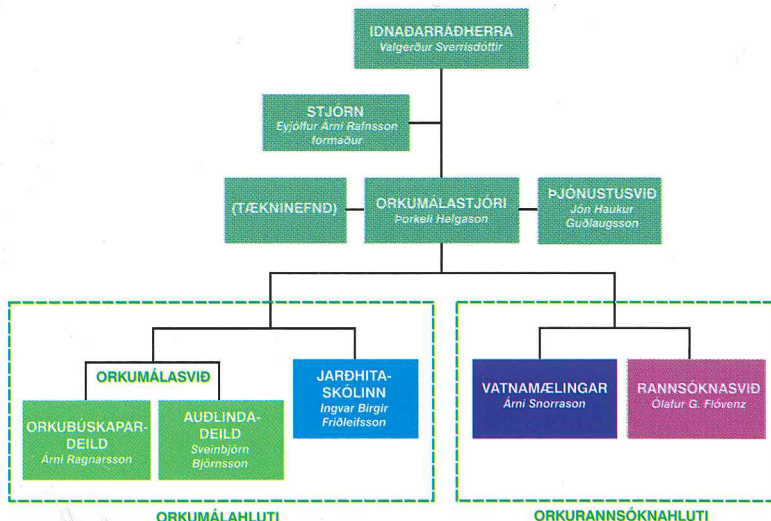 IDNAÐARRÁÐHERRA
Valgerður Sverrisdóttir
STJÓRN
Eyjólfur Árni Rafnsson
formaður
(TÆKNINEFND)
ORKUMÁLASTJÓRI
Þorkell Helgason
ÞJÓNUSTUSVIÐ
Jón Haukur
Guðlaugsson
ORKUMÁLASVIÐ
ORKUBÚSKAPAR-
DEILD
Árni Ragnarsson
AUÐLINDA-
DEILD
Sveinbjörn
Björnsson
JARÐHITA-
SKÓLINN
Ingvar Birgir
Friðleifsson
VATNAMÆLINGAR
Árni Snorrason
RANNSÓKNASVIÐ
Ólafur G. Flóvenz
ORKUMÁLAHLUTI
ORKURANNSÓKNAHLUTI